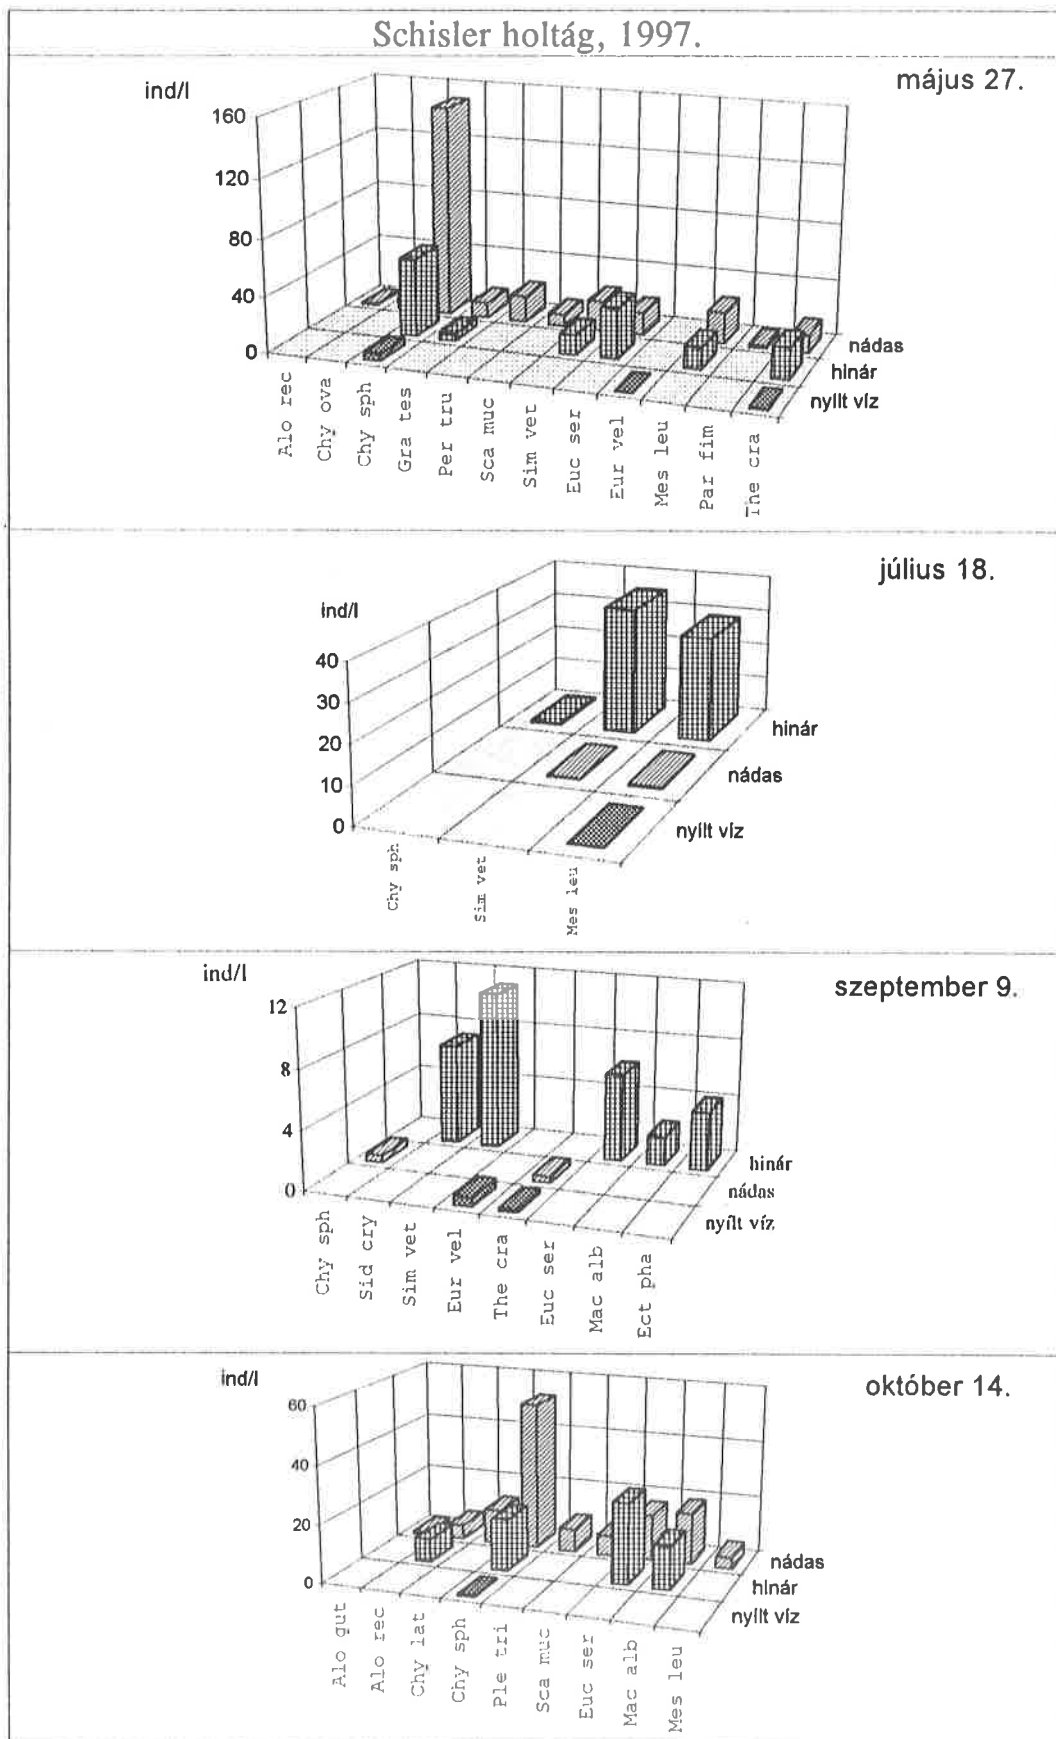 Schisler holtág, 1997.
május 27.
ind/l
160
120
80
40
0
nádas
hinár
nyílt víz
Alo rec
Chy ova
Chy sph
Gra tes
Per tru
Sca muc
Sim vet
Euc ser
Eur vel
Mes leu
Par fim
The cra
július 18.
ind/l
40
30
20
10
0
hinár
nádas
nyílt víz
Chy sph
Sim vet
Mes leu
szeptember 9.
ind/l
12
8
4
0
hinár
nádas
nyílt víz
Chy sph
Sid cry
Sim vet
Eur vel
The cra
Euc ser
Mac alb
Ect pha
október 14.
ind/l
60
40
20
0
nádas
hinár
nyílt víz
Alo gut
Alo rec
Chy lat
Chy sph
Ple tri
Sca muc
Euc ser
Mac alb
Mes leu